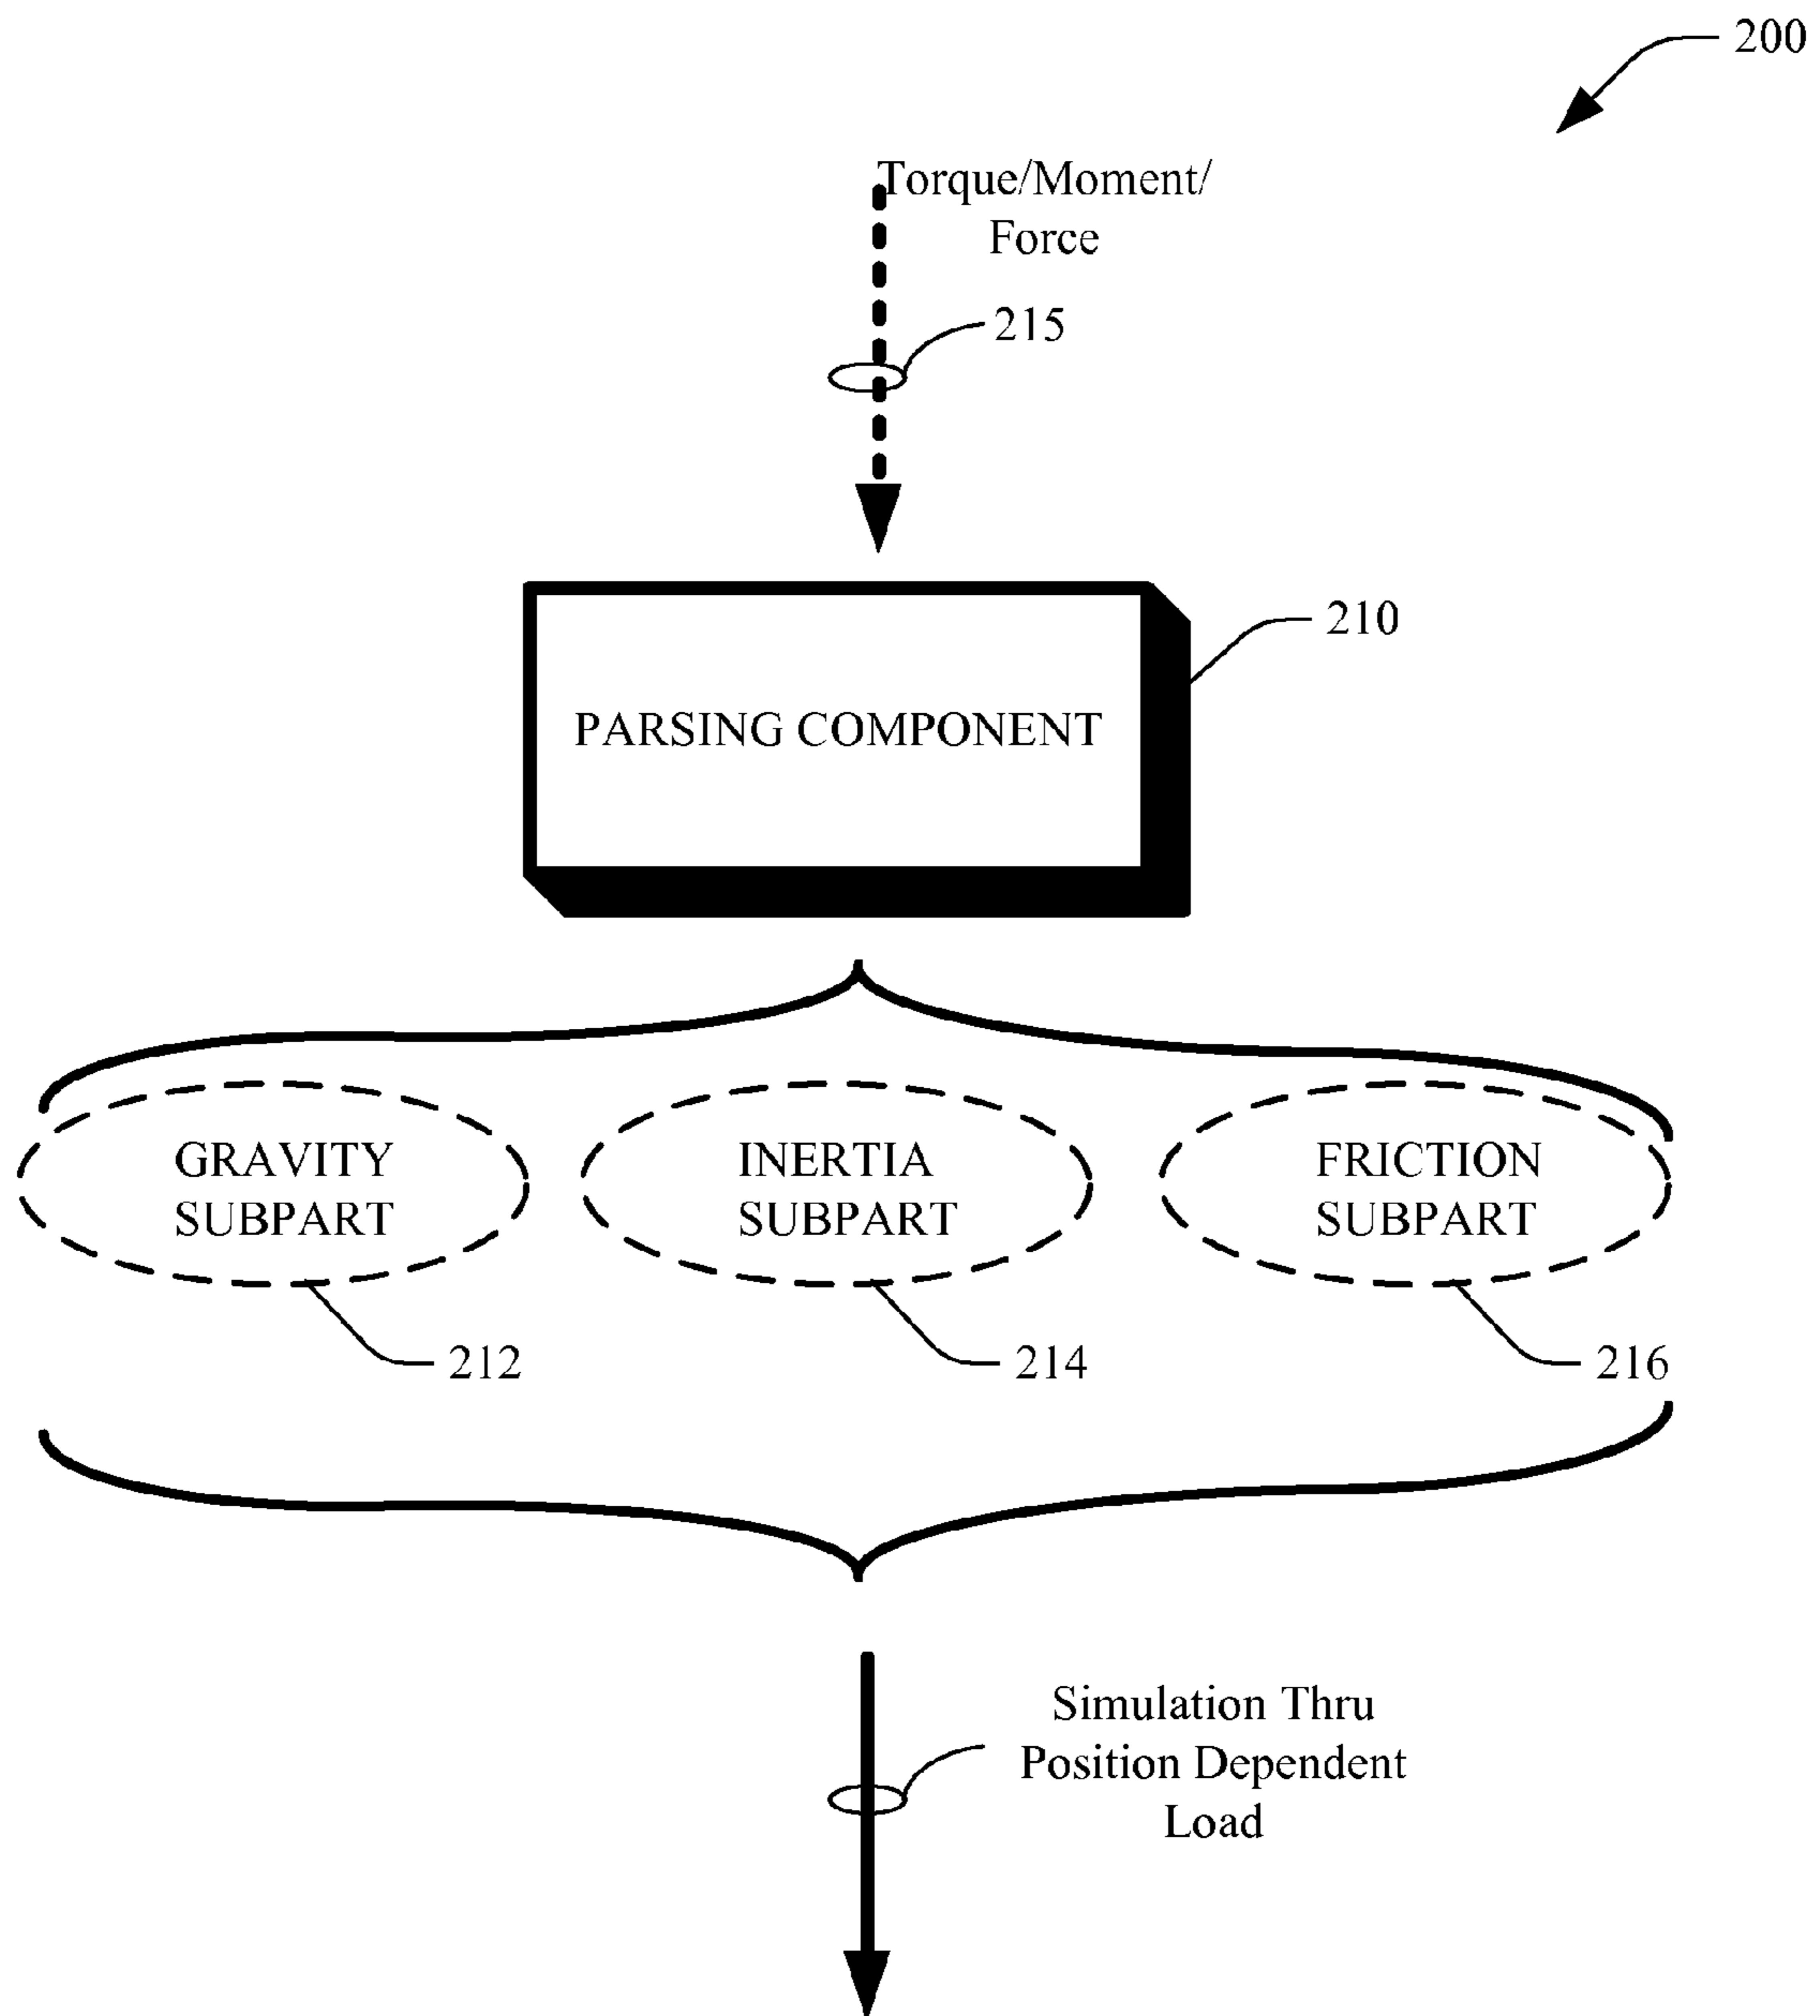 200
Torque/Moment/
Force
215
210
PARSING COMPONENT
GRAVITY
SUBPART
INERTIA
SUBPART
FRICTION
SUBPART
212
214
216
Simulation Thru
Position Dependent
Load